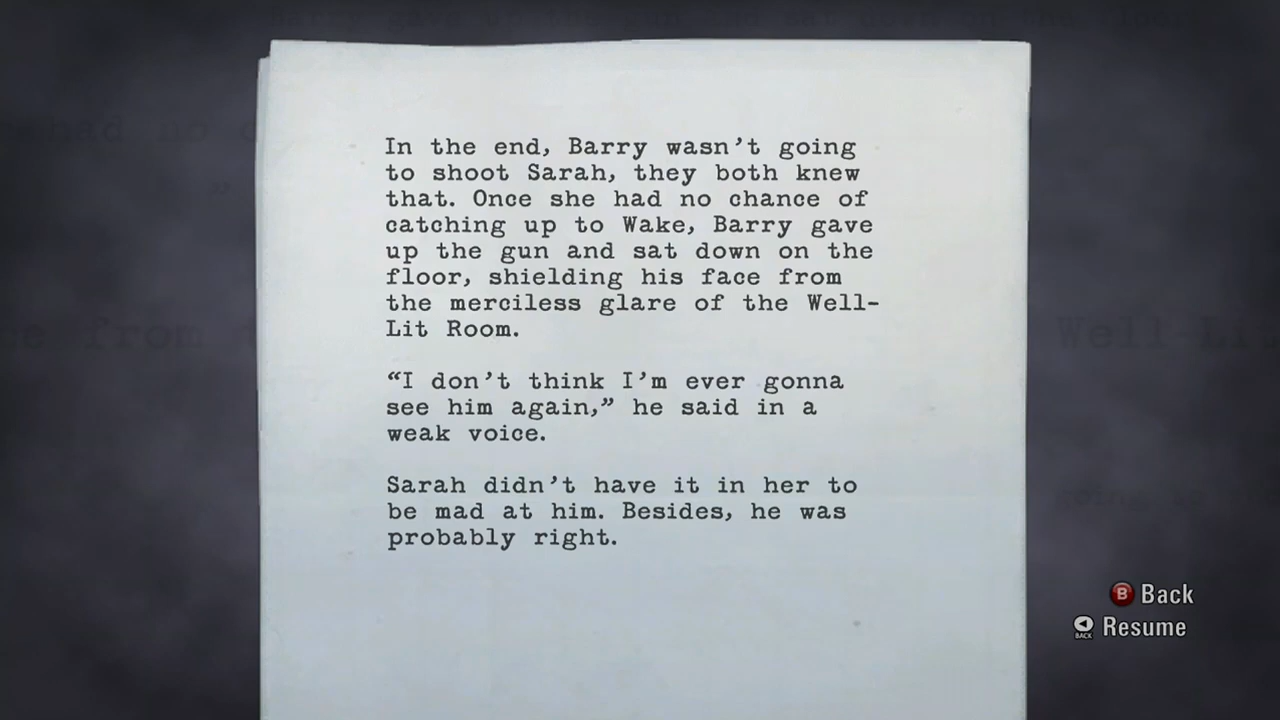 In the end, Barry wasn’t going
to shoot Sarah, they both knew
that. Once she had no chance of
catching up to Wake, Barry gave
up the gun and sat down on the
floor, shielding his face from
the merciless glare of the Well-
Lit Room.
“I don’t think I’m ever gonna
see him again,” he said in a
weak voice.
Sarah didn’t have it in her to
be mad at him. Besides, he was
probably right.
B Back
BACK Resume